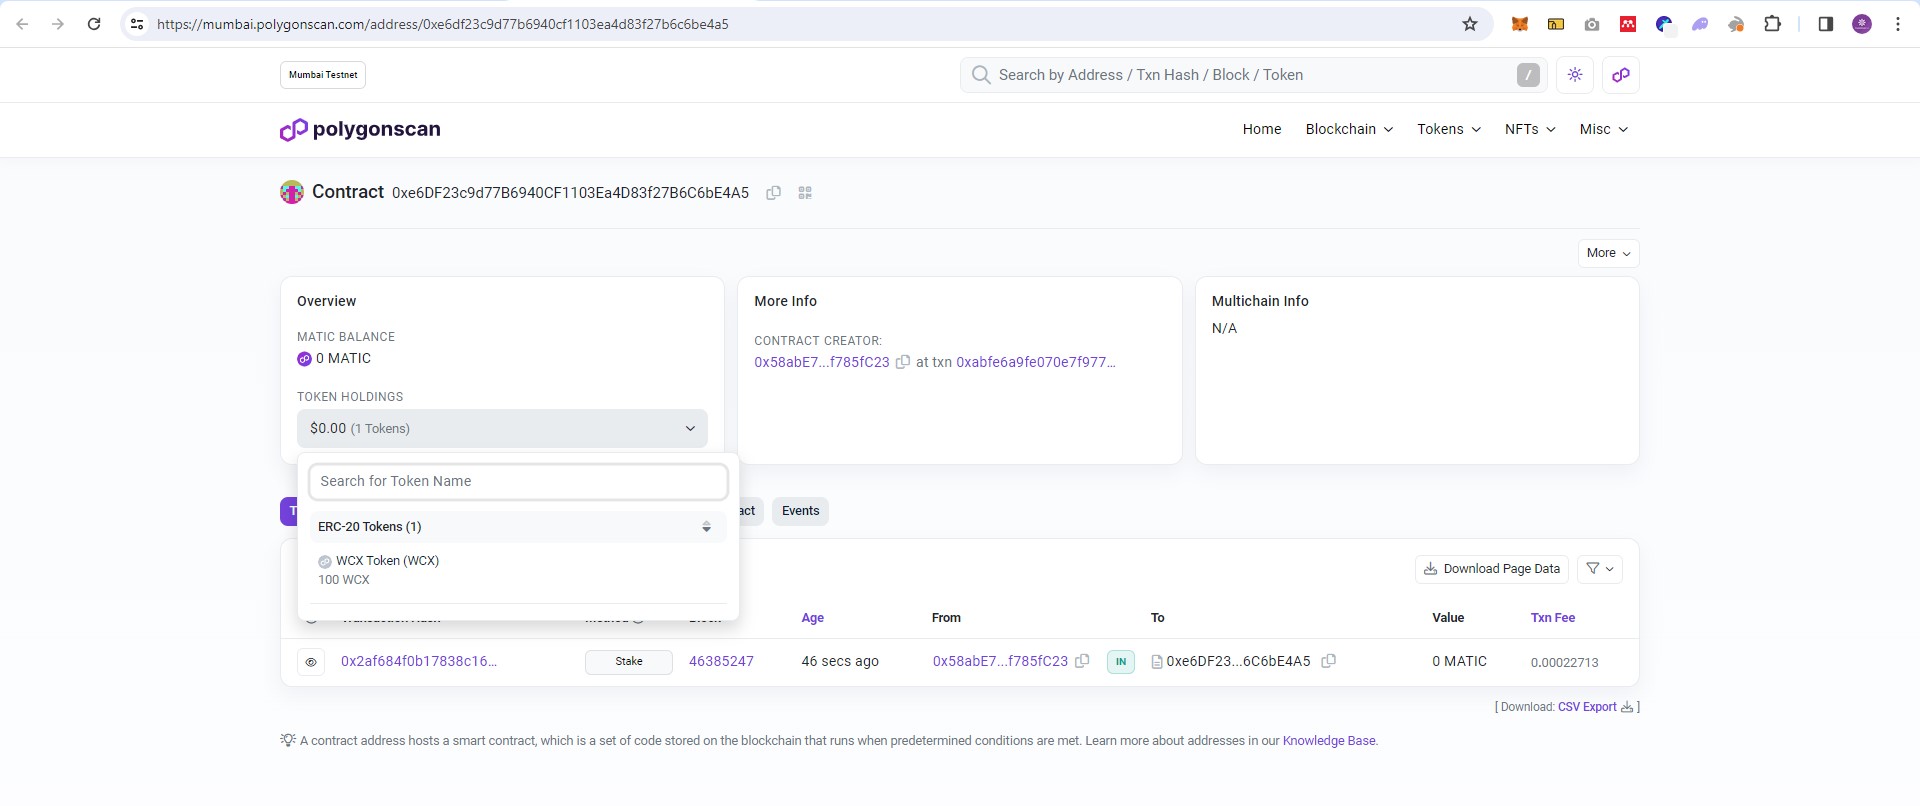 https://mumbai.polygonscan.com/address/0xe6df23c9d77b6940cf1103ea4d83f27b6c6be4a5
Mumbai Testnet
Search by Address / Txn Hash / Block / Token
/
polygonscan
Home Blockchain Tokens NFTs Misc
Contract 0xe6DF23c9d77B6940CF1103Ea4D83f27B6C6bE4A5
More
Overview
MATIC BALANCE
0 MATIC
TOKEN HOLDINGS
$0.00 (1 Tokens)
More Info
CONTRACT CREATOR:
0x58abE7...f785fC23 at txn 0xabfe6a9fe070e7f977...
Multichain Info
N/A
Search for Token Name
ERC-20 Tokens (1)
WCX Token (WCX)
100 WCX
T act Events
Download Page Data
Age From To Value Txn Fee
0x2af684f0b17838c16... Stake 46385247 46 secs ago 0x58abE7...f785fC23 IN 0xe6DF23...6C6bE4A5 0 MATIC 0.00022713
[ Download: CSV Export ]
A contract address hosts a smart contract, which is a set of code stored on the blockchain that runs when predetermined conditions are met. Learn more about addresses in our Knowledge Base.